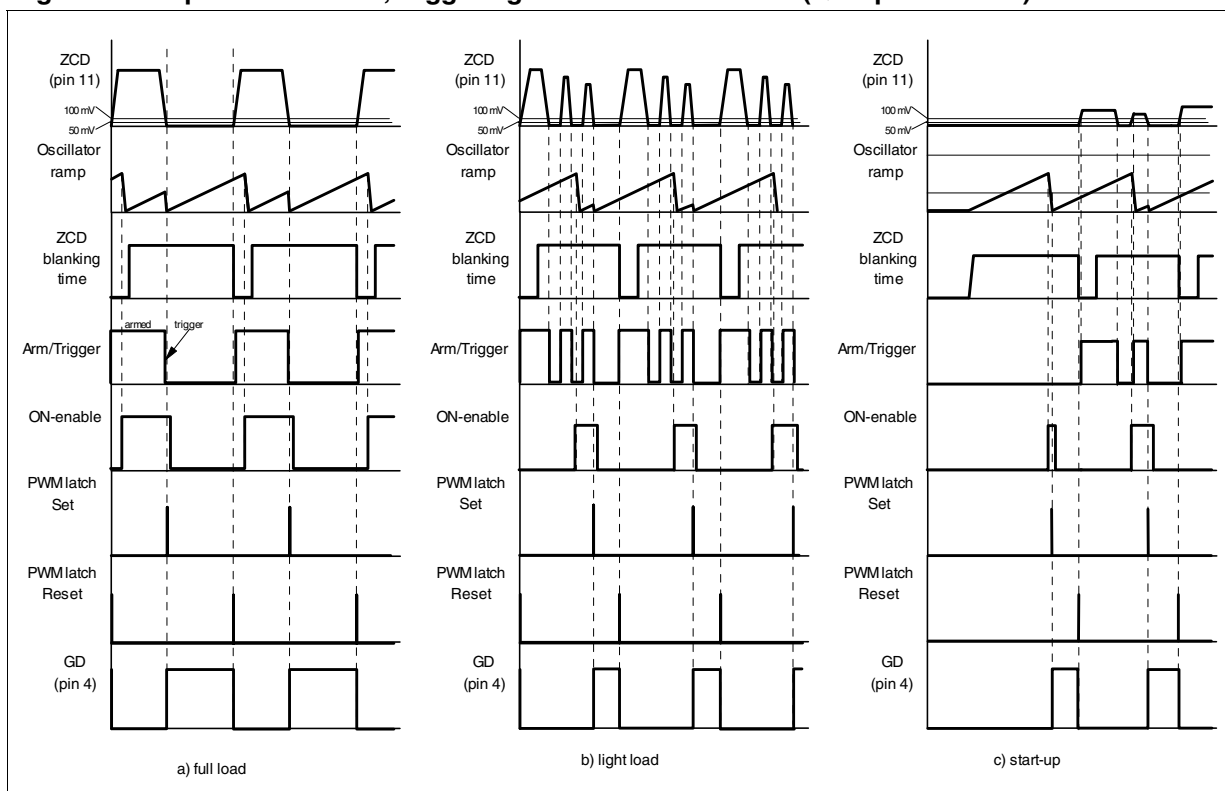 ZCD
(pin 11)
100 mV
50 mV
Oscillator
ramp
ZCD
blanking
time
armed
trigger
Arm/Trigger
ON-enable
PWM latch
Set
PWM latch
Reset
GD
(pin 4)
a) full load
ZCD
(pin 11)
100 mV
50 mV
Oscillator
ramp
ZCD
blanking
time
Arm/Trigger
ON-enable
PWM latch
Set
PWM latch
Reset
GD
(pin 4)
b) light load
ZCD
(pin 11)
100 mV
50 mV
Oscillator
ramp
ZCD
blanking
time
Arm/Trigger
ON-enable
PWM latch
Set
PWM latch
Reset
GD
(pin 4)
c) start-up